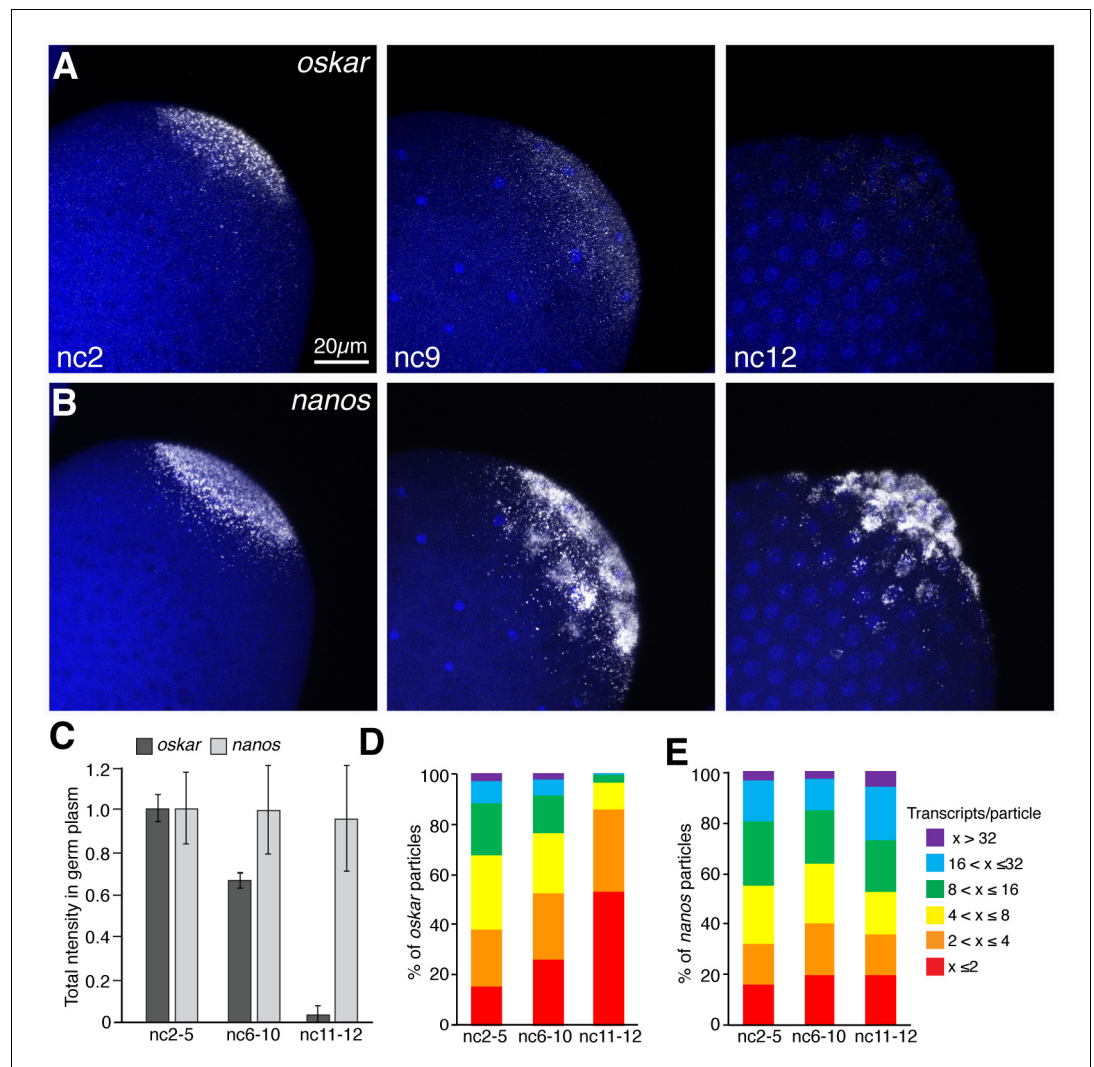 A
oskar
nc2
20µm
nc9
nc12
B
nanos
C
oskar
nanos
Total ntensity in germ plasm
1.2
1.0
0.8
0.6
0.4
0.2
0
nc2-5
nc6-10
nc11-12
D
% of oskar particles
100
80
60
40
20
0
nc2-5
nc6-10
nc11-12
E
% of nanos particles
100
80
60
40
20
0
nc2-5
nc6-10
nc11-12
Transcripts/particle
x > 32
16 < x ≤32
8 < x ≤ 16
4 < x ≤ 8
2 < x ≤ 4
x ≤2